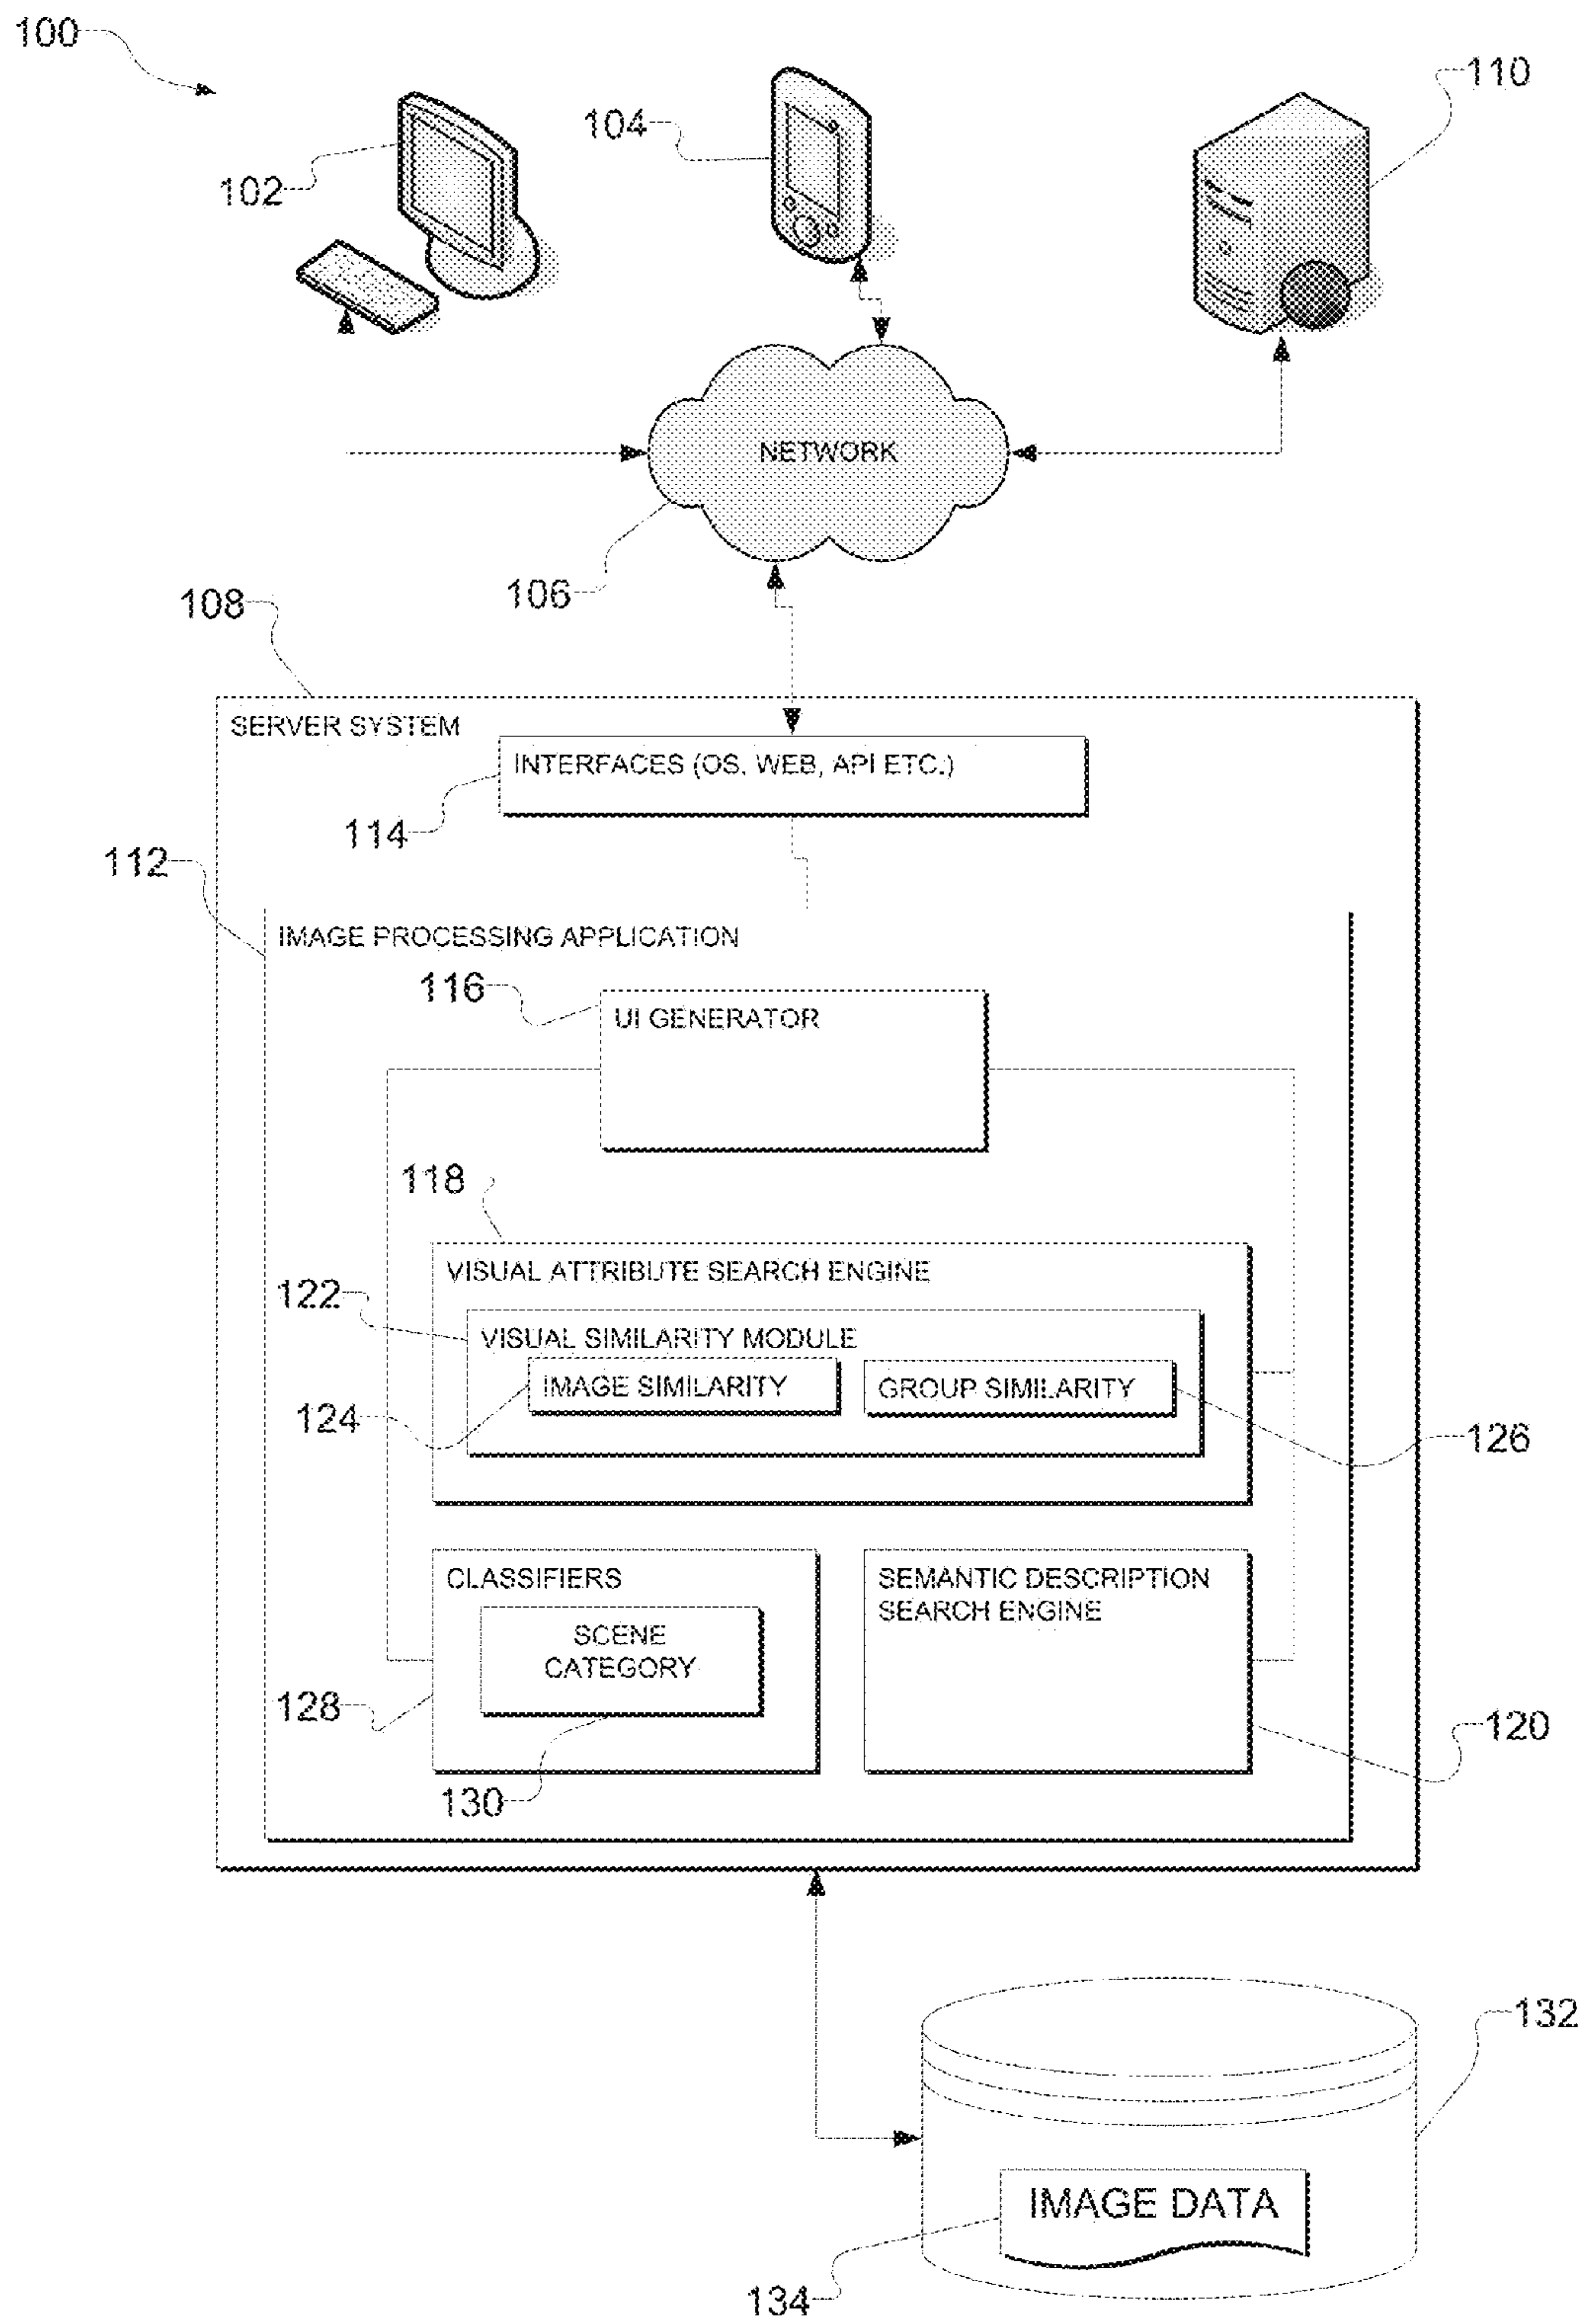 100
102
104
110
NETWORK
106
108
SERVER SYSTEM
INTERFACES (OS, WEB, API ETC.)
114
112
IMAGE PROCESSING APPLICATION
116
UI GENERATOR
118
VISUAL ATTRIBUTE SEARCH ENGINE
122
VISUAL SIMILARITY MODULE
IMAGE SIMILARITY
GROUP SIMILARITY
124
126
CLASSIFIERS
SCENE
CATEGORY
SEMANTIC DESCRIPTION
SEARCH ENGINE
128
120
130
132
IMAGE DATA
134